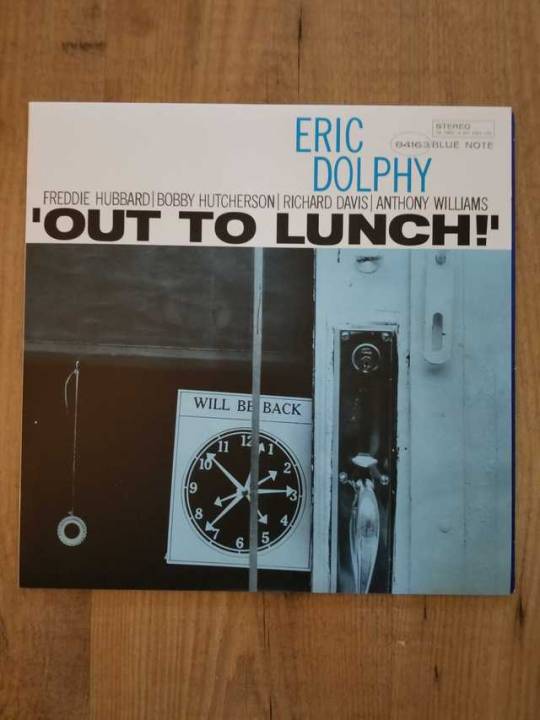 ERIC
DOLPHY
STEREO
84163 BLUE NOTE
FREDDIE HUBBARD|BOBBY HUTCHERSON|RICHARD DAVIS|ANTHONY WILLIAMS
'OUT TO LUNCH!'
WILL BE BACK
12
11 1
10 2
9 3
8 4
7 5
6